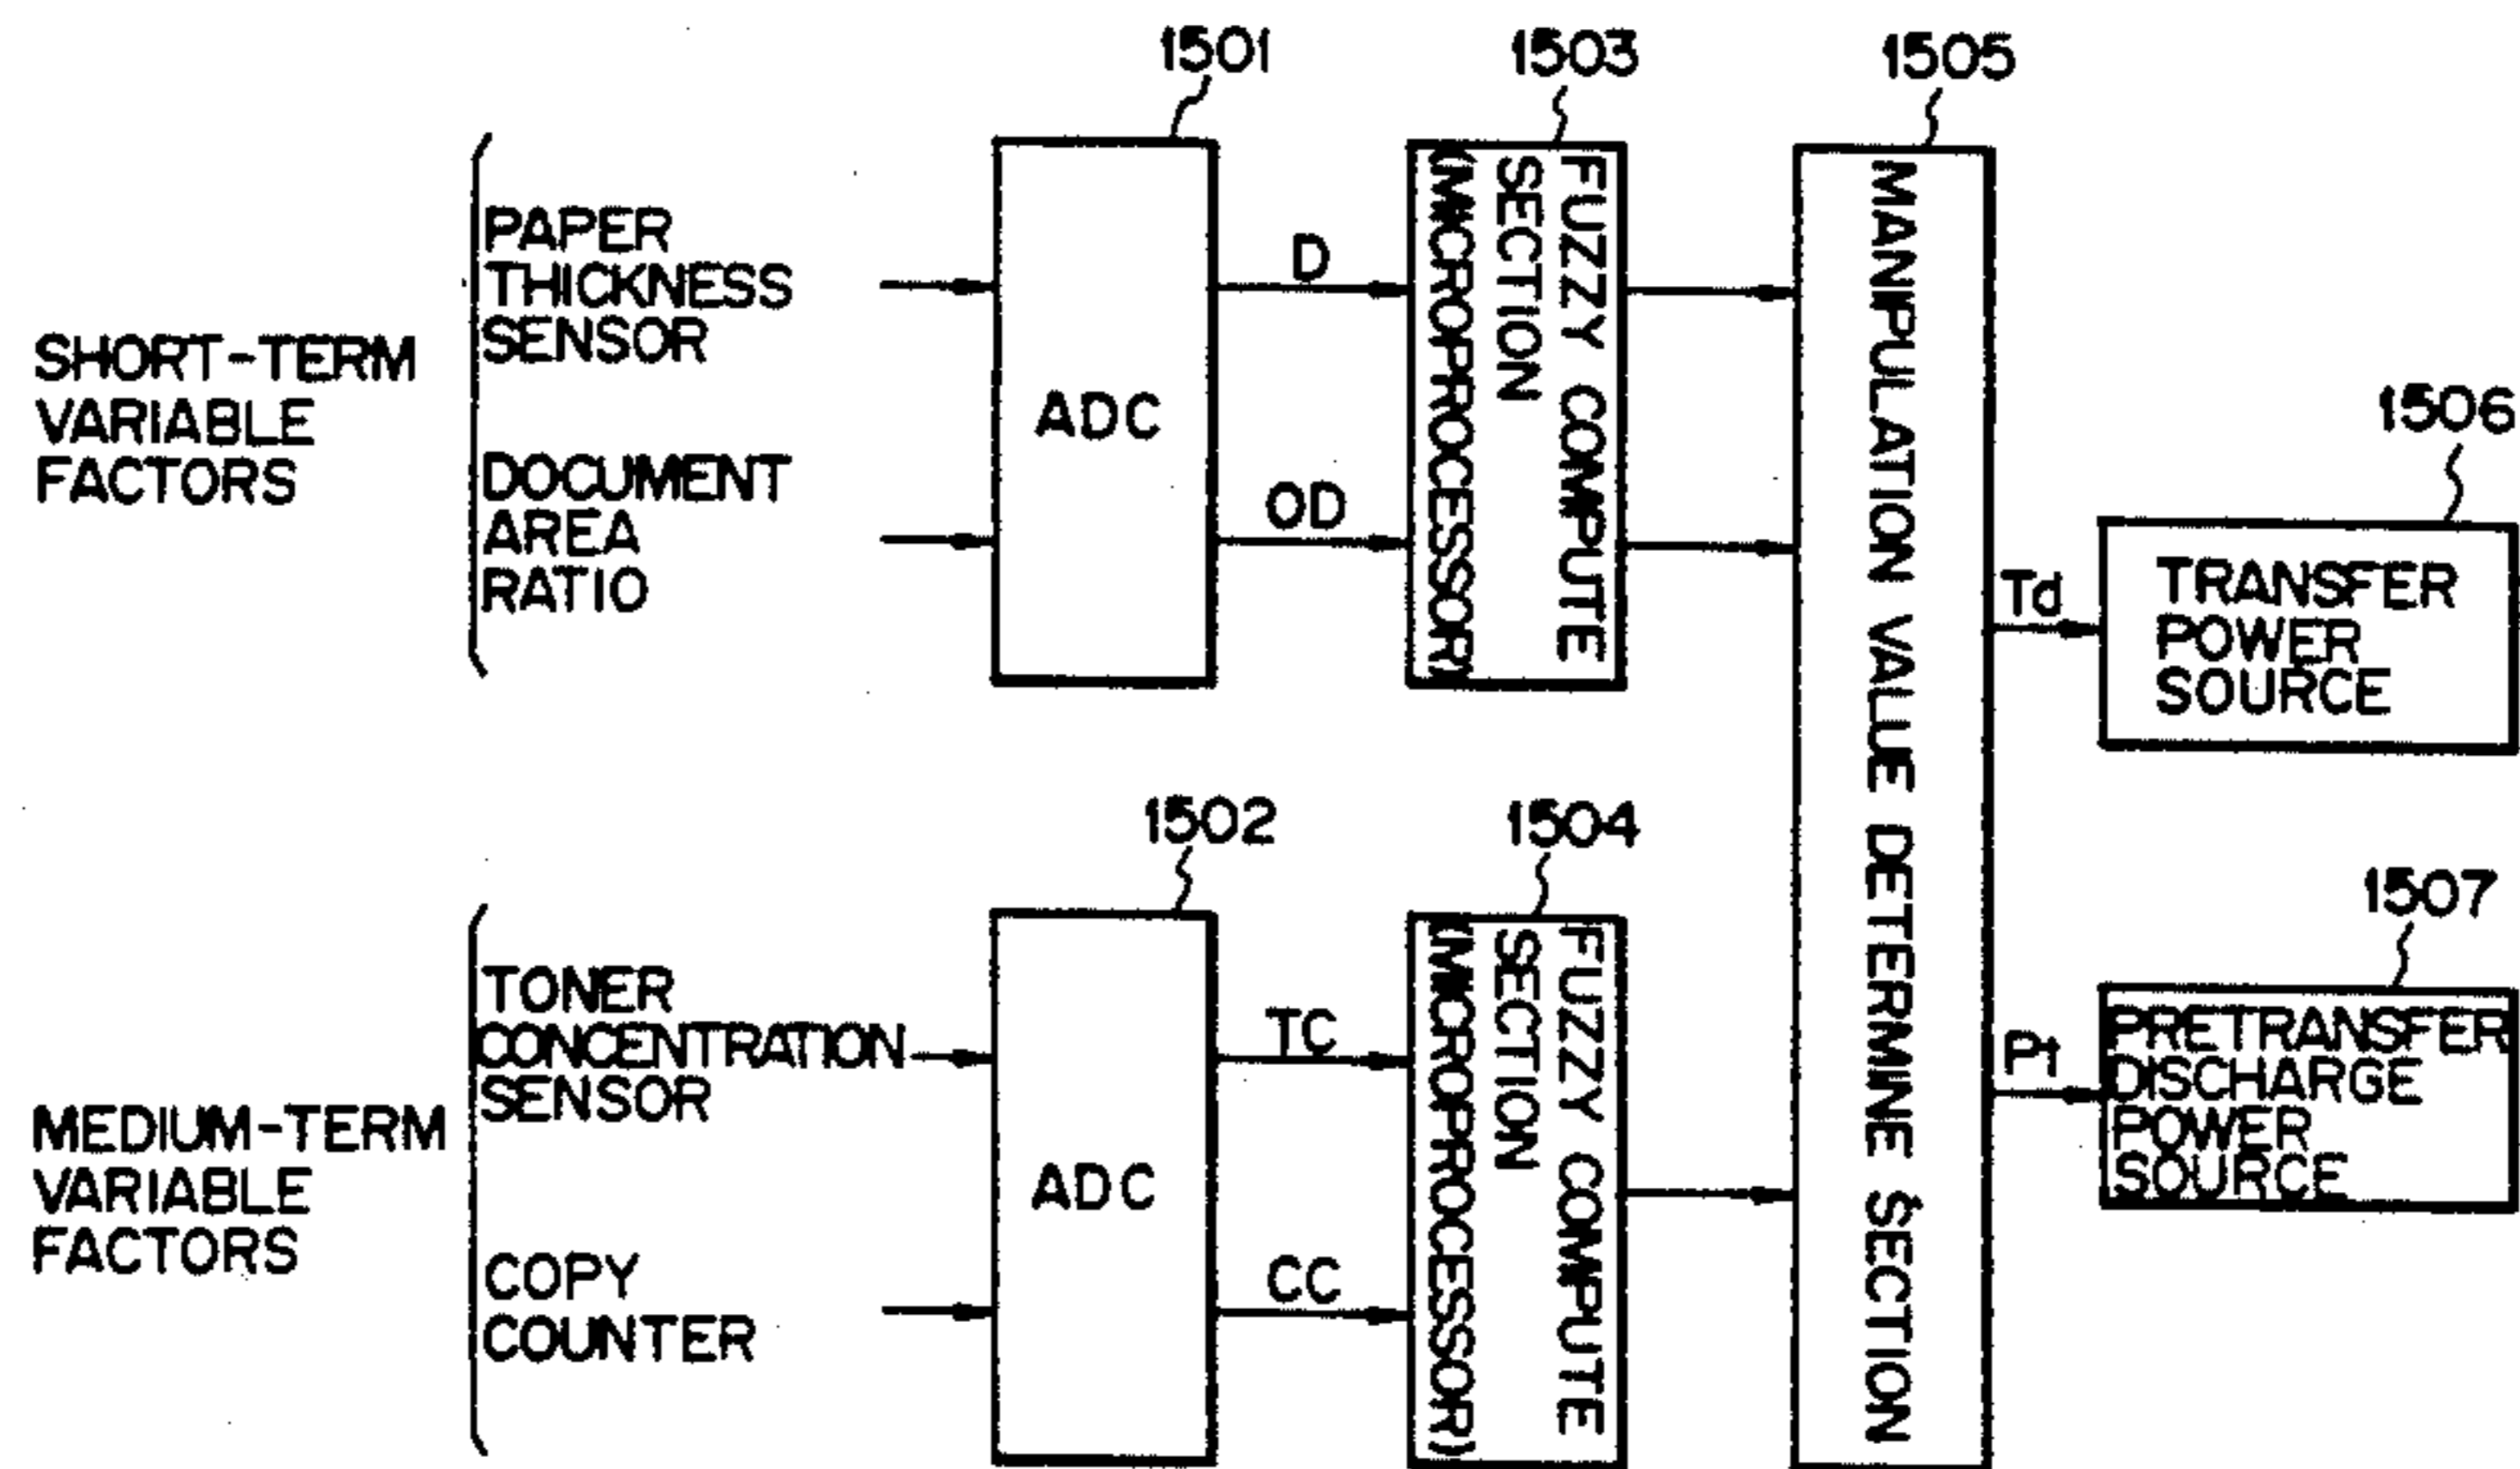 1501
1503
1505
SHORT-TERM
VARIABLE
FACTORS
PAPER
THICKNESS
SENSOR
DOCUMENT
AREA
RATIO
ADC
D
OD
FUZZY COMPUTE
SECTION
(MICROPROCESSOR)
MANIPULATION VALUE DETERMINE SECTION
1506
Td
TRANSFER
POWER
SOURCE
1502
1504
1507
MEDIUM-TERM
VARIABLE
FACTORS
TONER
CONCENTRATION
SENSOR
COPY
COUNTER
ADC
TC
CC
FUZZY COMPUTE
SECTION
(MICROPROCESSOR)
PRETRANSFER
DISCHARGE
POWER
SOURCE